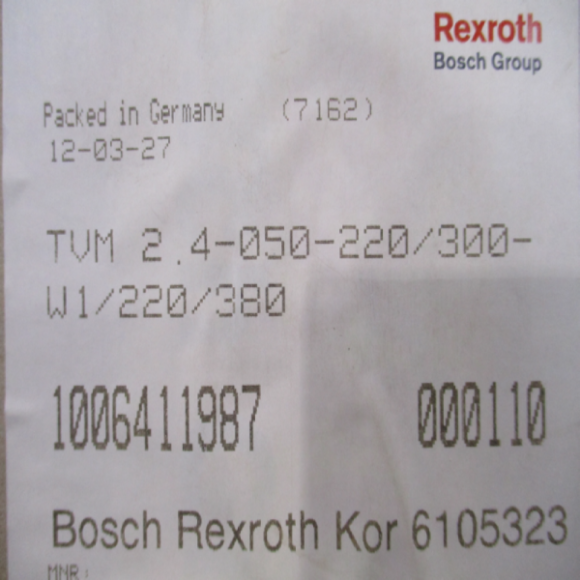 Rexroth
Bosch Group
Packed in Germany (7162)
12-03-27
TVM 2.4-050-220/300-
W1/220/380
1006411987 000110
Bosch Rexroth Kor 6105323
MNR: